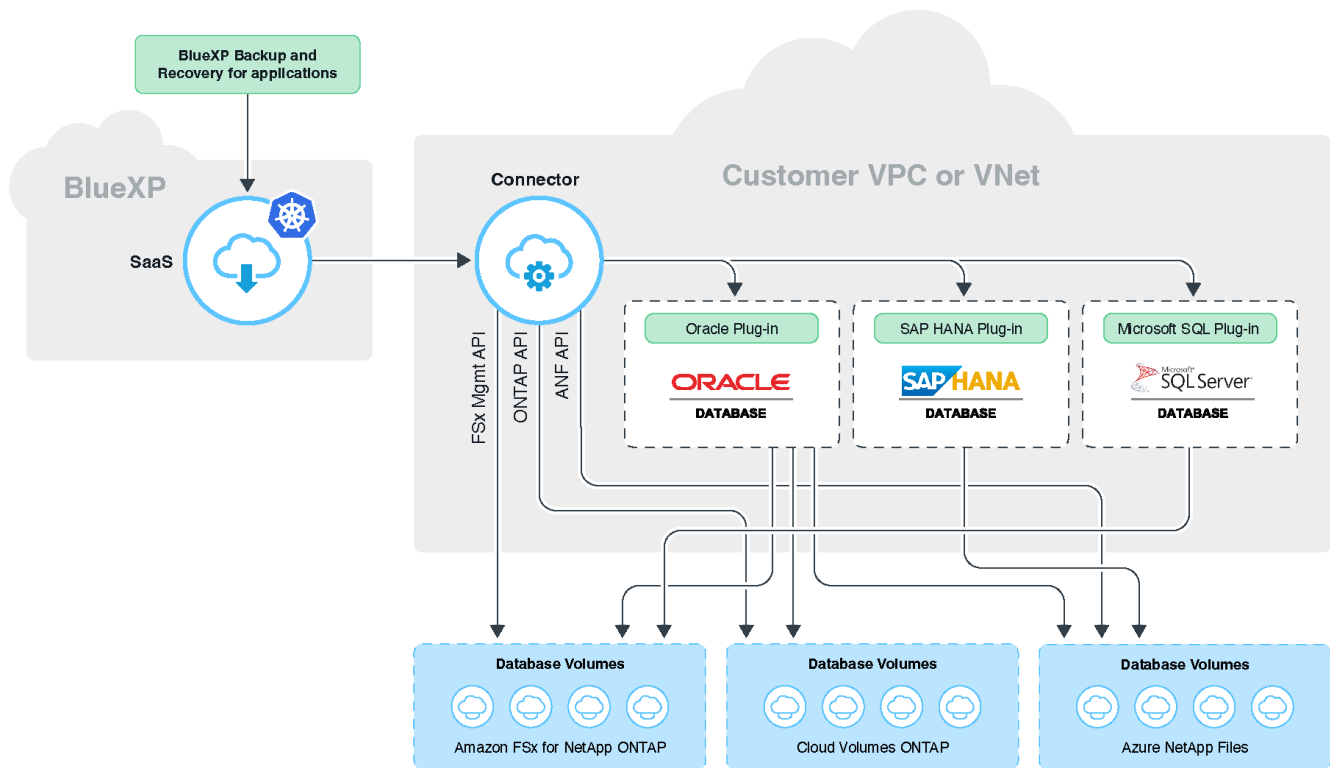 BlueXP Backup and
Recovery for applications
BlueXP
SaaS
Customer VPC or VNet
Connector
FSx Mgmt API
ONTAP API
ANF API
Oracle Plug-in
ORACLE
DATABASE
SAP HANA Plug-in
SAP HANA
DATABASE
Microsoft SQL Plug-in
Microsoft
SQL Server
DATABASE
Database Volumes
Amazon FSx for NetApp ONTAP
Database Volumes
Cloud Volumes ONTAP
Database Volumes
Azure NetApp Files